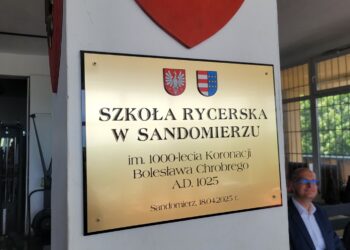 SZKOŁA RYCERSKA
W SANDOMIERZU
im. 1000-lecia Koronacji
Bolesława Chrobrego
A.D. 1025
Sandomierz, 18.04.2025 r.